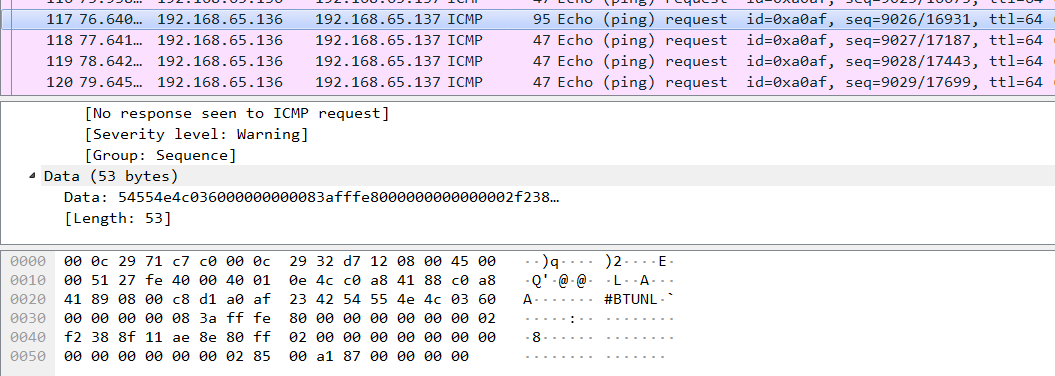 117 76.640… 192.168.65.136 192.168.65.137 ICMP 95 Echo (ping) request id=0xa0af, seq=9026/16931, ttl=64
118 77.641… 192.168.65.136 192.168.65.137 ICMP 47 Echo (ping) request id=0xa0af, seq=9027/17187, ttl=64
119 78.642… 192.168.65.136 192.168.65.137 ICMP 47 Echo (ping) request id=0xa0af, seq=9028/17443, ttl=64
120 79.645… 192.168.65.136 192.168.65.137 ICMP 47 Echo (ping) request id=0xa0af, seq=9029/17699, ttl=64
[No response seen to ICMP request]
[Severity level: Warning]
[Group: Sequence]
Data (53 bytes)
Data: 54554e4c036000000000083afffe8000000000000002f238…
[Length: 53]
0000 00 0c 29 71 c7 c0 00 0c 29 32 d7 12 08 00 45 00 ··)q···· )2····E·
0010 00 51 27 fe 40 00 40 01 0e 4c c0 a8 41 88 c0 a8 ·Q'·@·@· ·L··A···
0020 41 89 08 00 c8 d1 a0 af 23 42 54 55 4e 4c 03 60 A······· #BTUNL·`
0030 00 00 00 00 08 3a ff fe 80 00 00 00 00 00 00 02 ·····:·· ········
0040 f2 38 8f 11 ae 8e 80 ff 02 00 00 00 00 00 00 00 ·8······ ········
0050 00 00 00 00 00 00 02 85 00 a1 87 00 00 00 00 ········ ·······